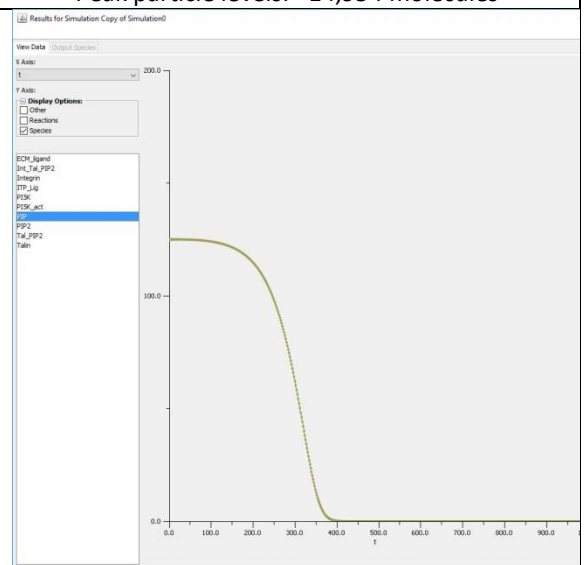 Results for Simulation Copy of Simulation0
View Data Output Species
X Axis:
t
Y Axis:
Display Options:
Other
Reactions
Species
ECM_ligand
Int_Tal_PIP2
Integrin
ITP_Lig
PI5K
PI5K_act
PIP
PIP2
Tal_PIP2
Talin
200.0
100.0
0.0
0.0 100.0 200.0 300.0 400.0 500.0 600.0 700.0 800.0 900.0
t